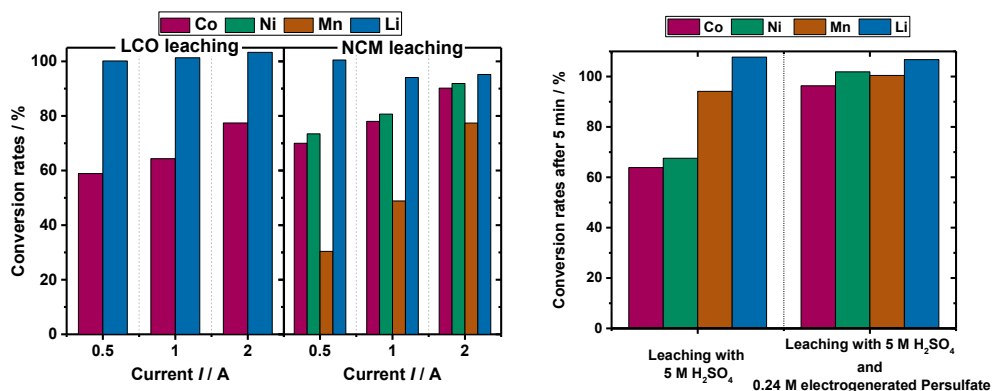 Co Ni Mn Li
LCO leaching
NCM leaching
Conversion rates / %
100
80
60
40
20
0
0.5 1 2 0.5 1 2
Current I / A
Co Ni Mn Li
Conversion rates after 5 min / %
100
80
60
40
20
0
Leaching with
5 M H₂SO₄
Leaching with 5 M H₂SO₄
and
0.24 M electrogenerated Persulfate